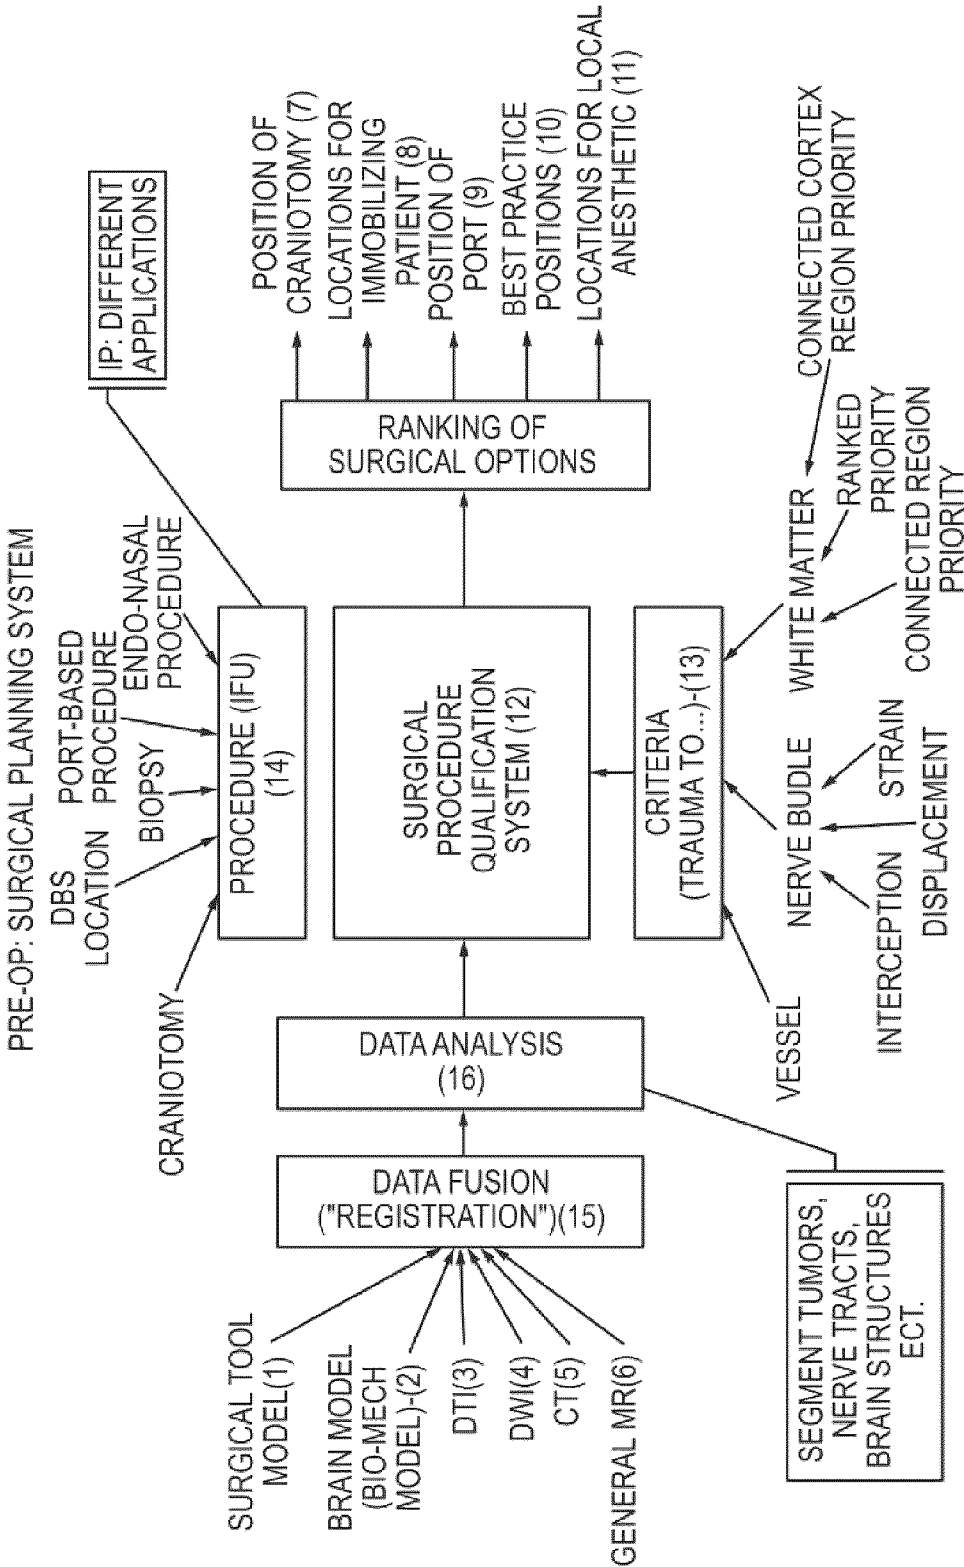 PRE-OP: SURGICAL PLANNING SYSTEM
CRANIOTOMY
DBS
LOCATION
BIOPSY
PORT-BASED
PROCEDURE
ENDO-NASAL
PROCEDURE
PROCEDURE (IFU)
(14)
IP: DIFFERENT
APPLICATIONS
SURGICAL TOOL
MODEL(1)
BRAIN MODEL
(BIO-MECH
MODEL)-(2)
DTI(3)
DWI(4)
CT(5)
GENERAL MR(6)
DATA FUSION
("REGISTRATION")(15)
DATA ANALYSIS
(16)
SURGICAL
PROCEDURE
QUALIFICATION
SYSTEM (12)
RANKING OF
SURGICAL OPTIONS
POSITION OF
CRANIOTOMY (7)
LOCATIONS FOR
IMMOBILIZING
PATIENT (8)
POSITION OF
PORT (9)
BEST PRACTICE
POSITIONS (10)
LOCATIONS FOR LOCAL
ANESTHETIC (11)
CRITERIA
(TRAUMA TO...)-(13)
VESSEL
NERVE BUDLE
WHITE MATTER
INTERCEPTION
DISPLACEMENT
STRAIN
CONNECTED CORTEX
REGION PRIORITY
RANKED
PRIORITY
CONNECTED REGION
PRIORITY
SEGMENT TUMORS,
NERVE TRACTS,
BRAIN STRUCTURES
ECT.